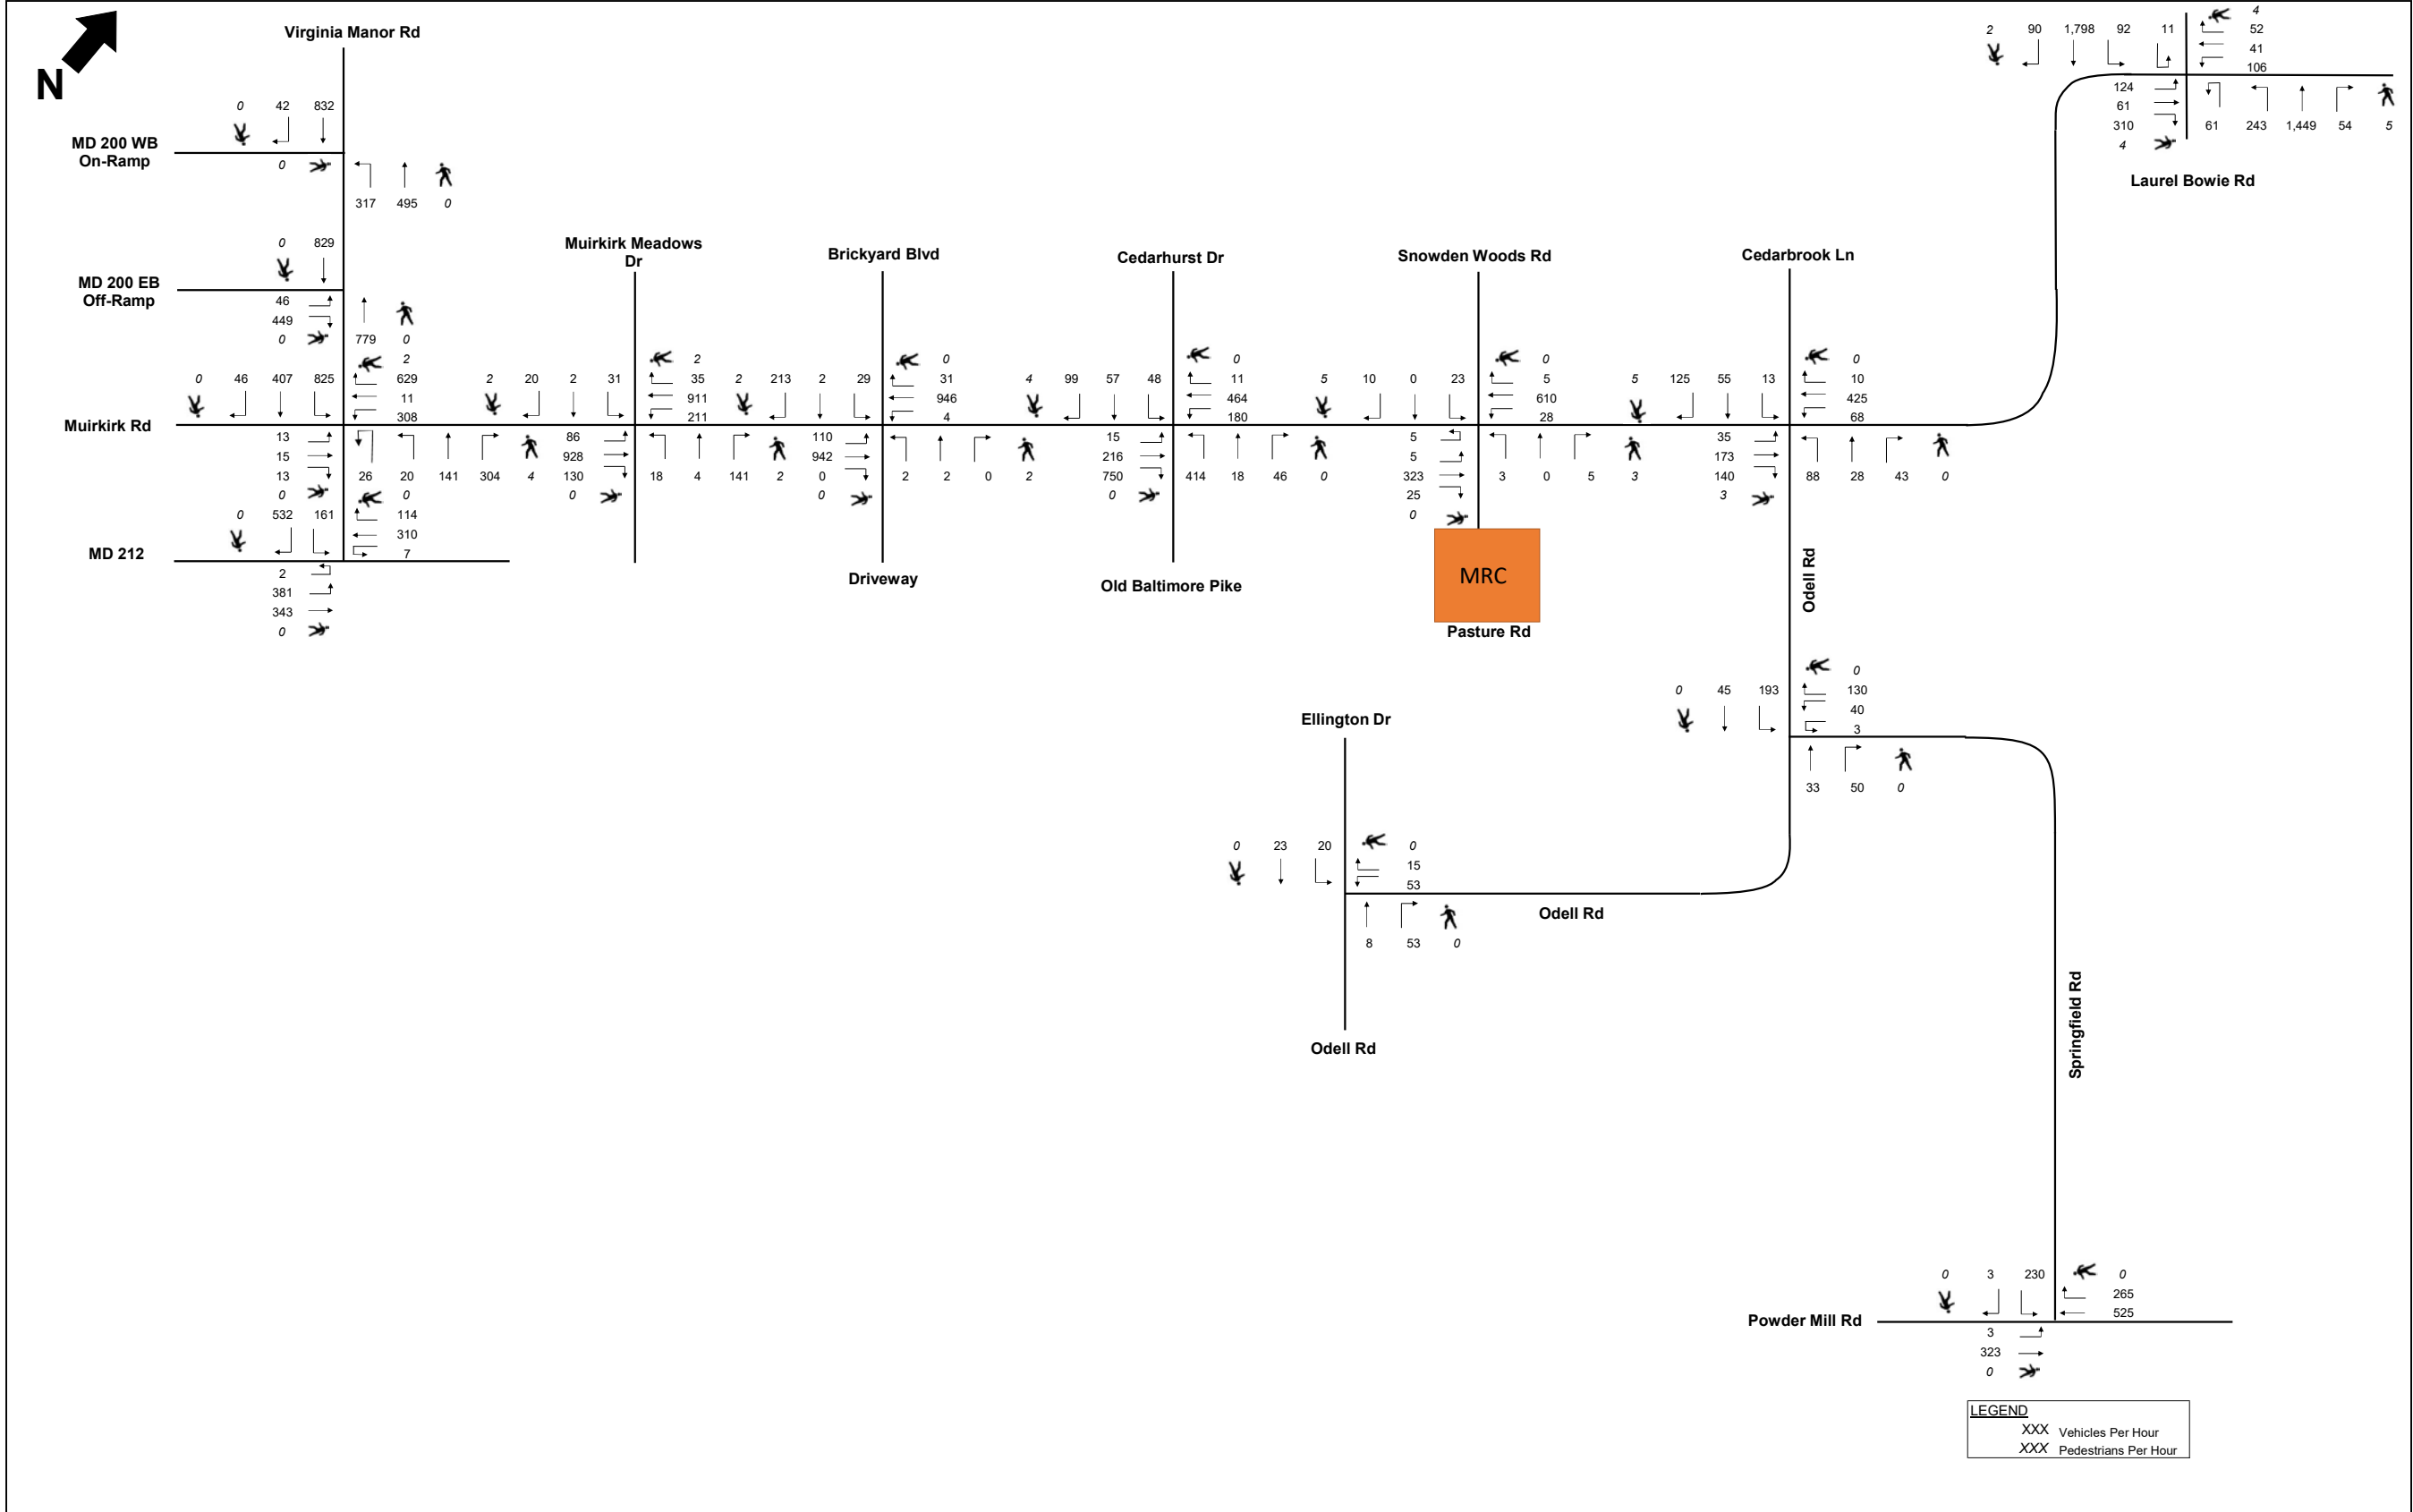 Virginia Manor Rd
N
2 90 1,798 92 11
4
52
41
106
124
61
310
4
61 243 1,449 54 5
Laurel Bowie Rd
0 42 832
MD 200 WB
On-Ramp
0
317 495 0
0 829
MD 200 EB
Off-Ramp
46
449
0
779 0
Muirkirk Meadows
Dr
Brickyard Blvd
Cedarhurst Dr
Snowden Woods Rd
Cedarbrook Ln
0 46 407 825
2
629
11
308
Muirkirk Rd
13
15
13
0
26 20 141 304 4
2 20 2 31
2
35
911
211
86
928
130
0
18 4 141 2
2 213 2 29
0
31
946
4
110
942
0
0
2 2 0 2
4 99 57 48
0
11
464
180
15
216
750
0
414 18 46 0
5 10 0 23
0
5
610
28
5
5
323
25
0
3 0 5 3
5 125 55 13
0
10
425
68
35
173
140
3
88 28 43 0
0 532 161
0
114
310
7
MD 212
2
381
343
0
Driveway
Old Baltimore Pike
MRC
Pasture Rd
Odell Rd
0 45 193
0
130
40
3
33 50 0
Ellington Dr
0 23 20
0
15
53
8 53 0
Odell Rd
Odell Rd
Springfield Rd
0 3 230
0
265
525
Powder Mill Rd
3
323
0
LEGEND
XXX Vehicles Per Hour
XXX Pedestrians Per Hour